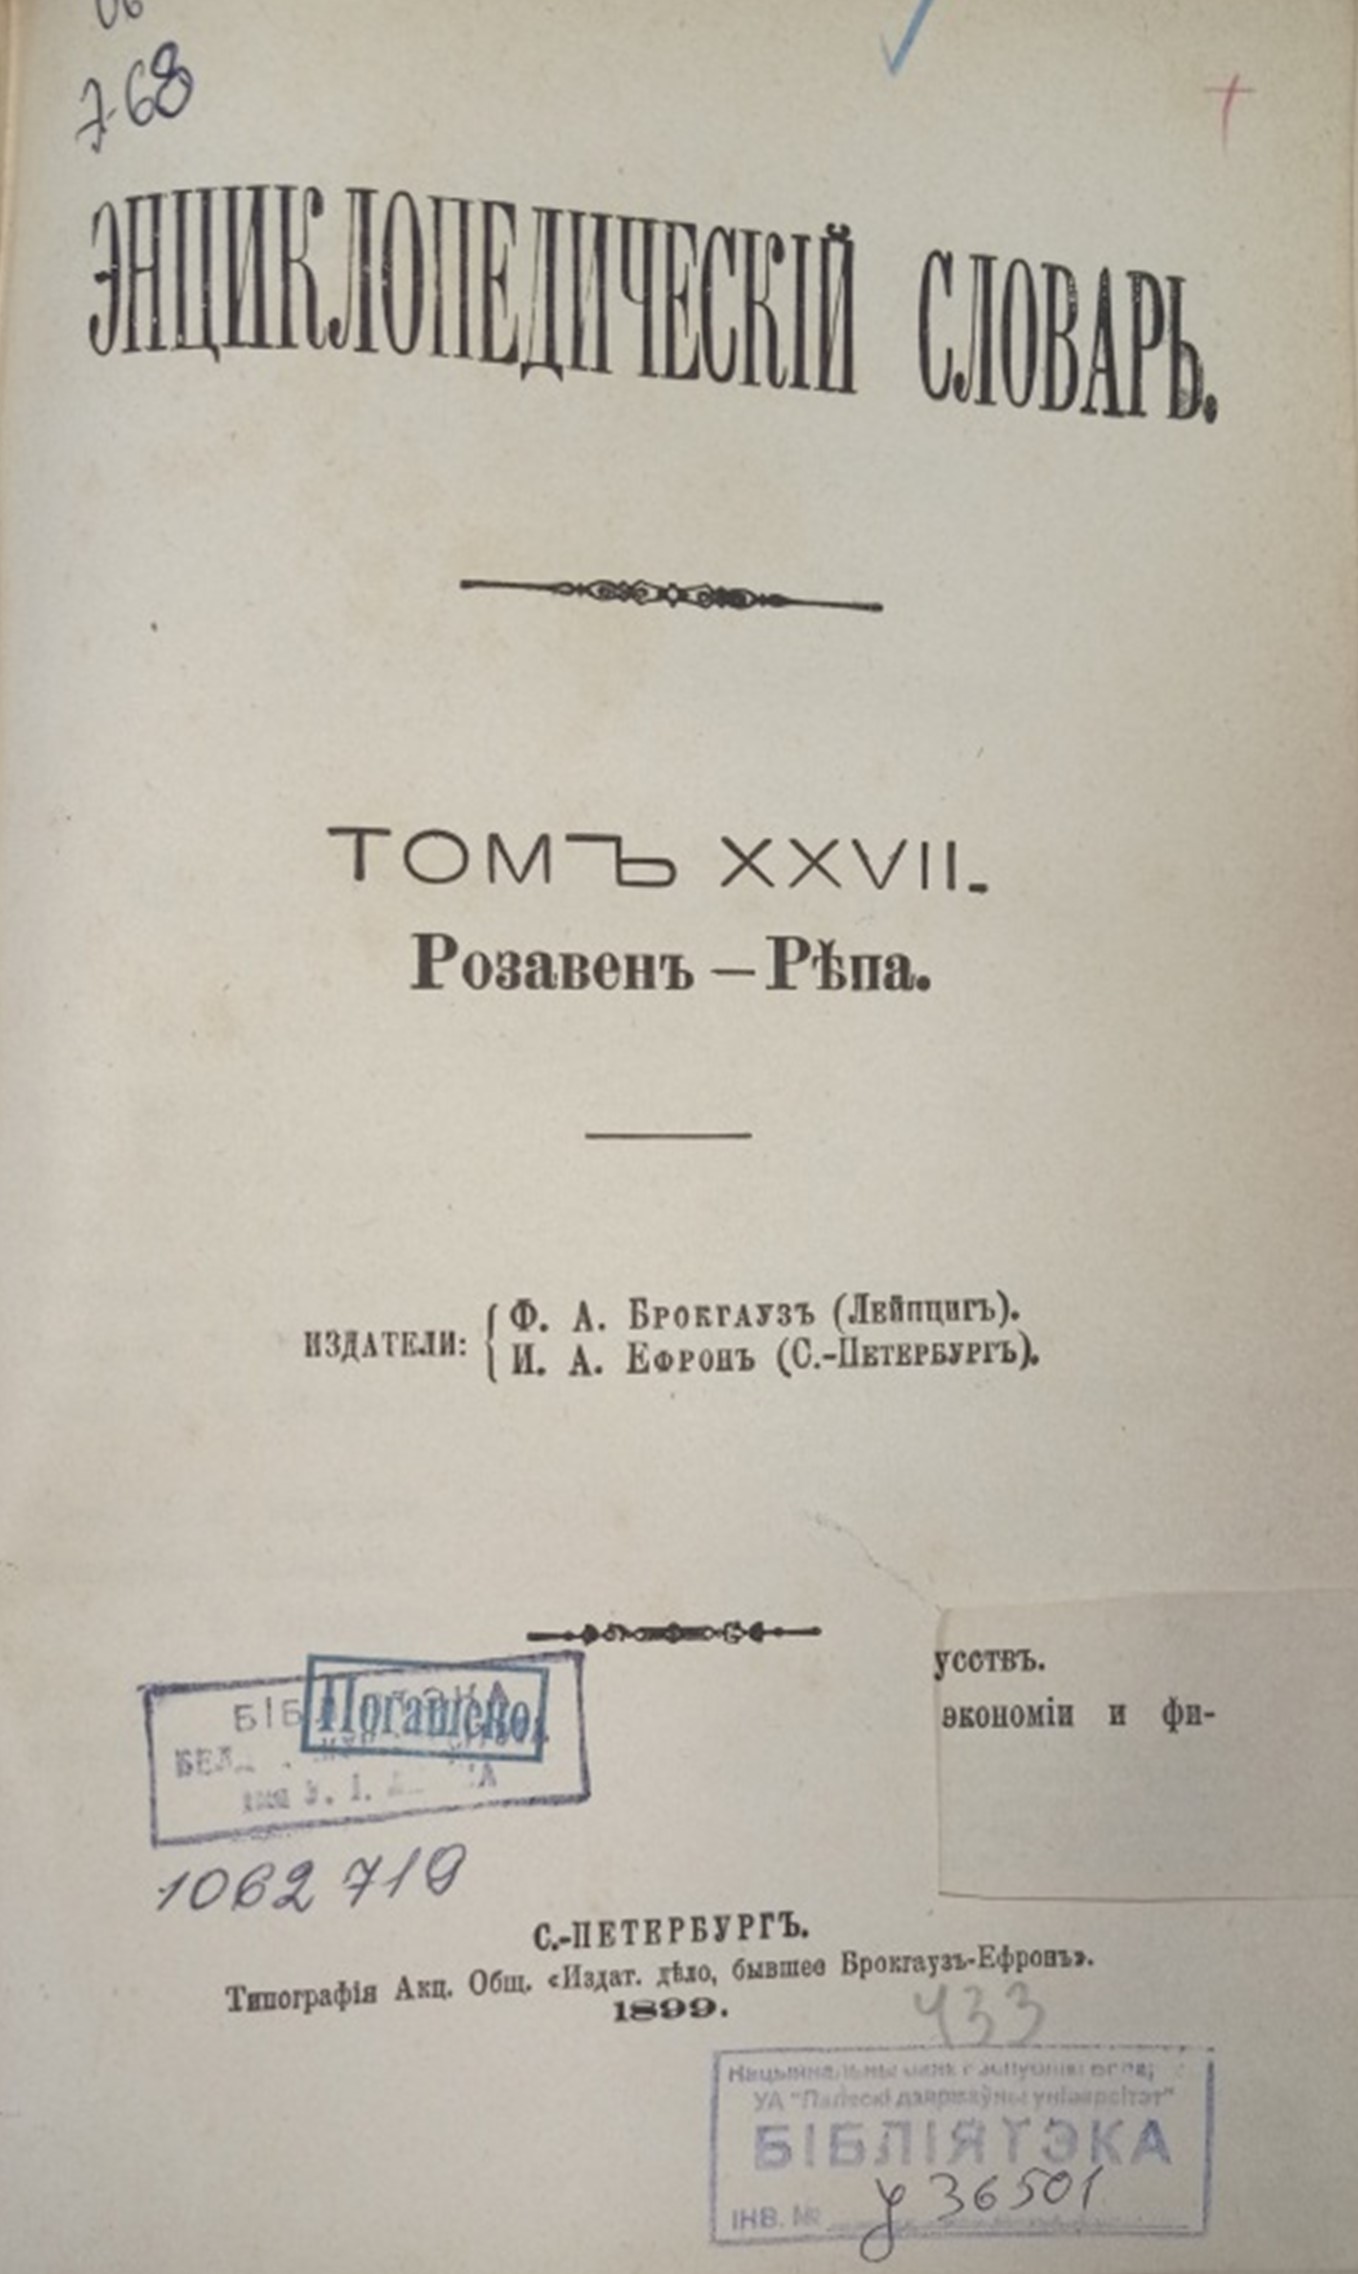 768
ЭНЦИКЛОПЕДИЧЕСКІЙ СЛОВАРЬ.
ТОМЪ XXVII.
Розавенъ — Рѣпа.
ИЗДАТЕЛИ: Ф. А. Брокгаузъ (Лейпцигъ).
И. А. Ефронъ (С.-Петербургъ).
усствъ.
экономіи и фи-
Погашено
1062719
С.-ПЕТЕРБУРГЪ.
Типографія Акц. Общ. «Издат. дѣло, бывшее Брокгаузъ-Ефронъ».
1899.
433
УА "Палескі дзяржаўны ўніверсітэт"
БІБЛІЯТЭКА
ІНВ. № у 36501